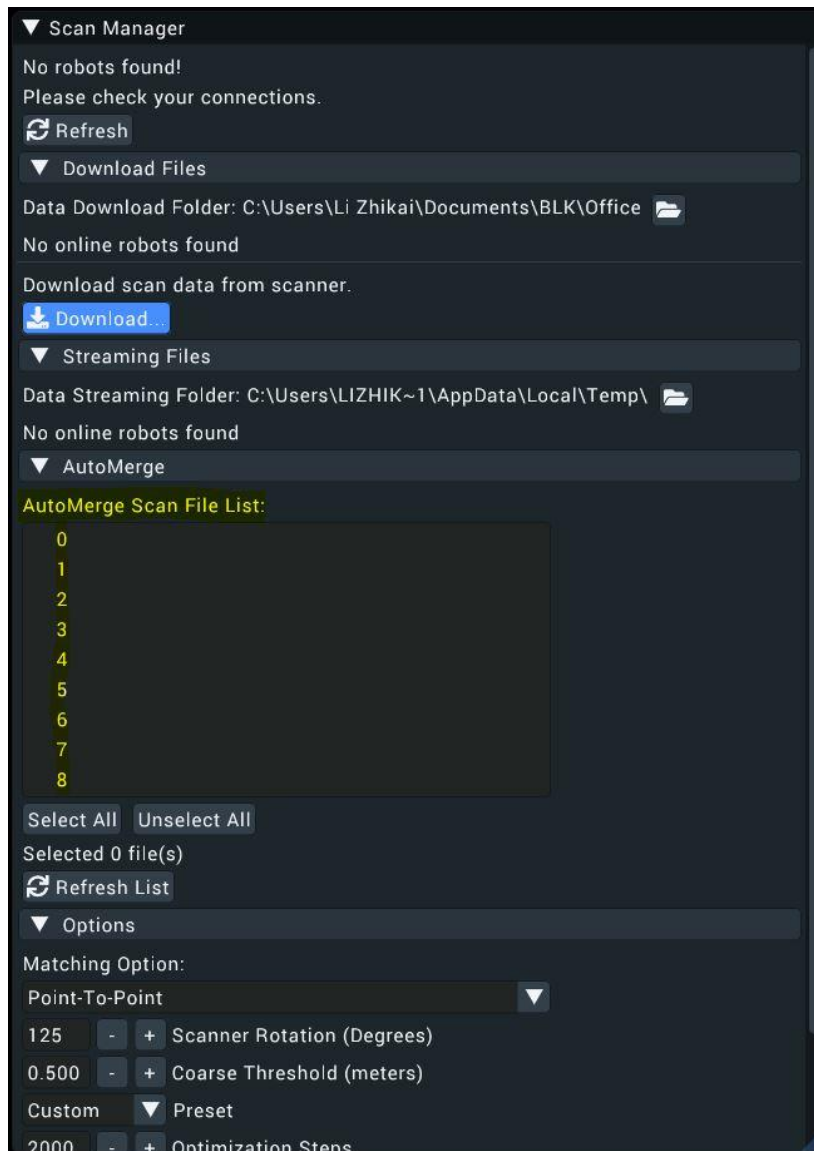 Scan Manager
No robots found!
Please check your connections.
Refresh
Download Files
Data Download Folder: C:\Users\Li Zhikai\Documents\BLK\Office
No online robots found
Download scan data from scanner.
Download...
Streaming Files
Data Streaming Folder: C:\Users\LIZHIK~1\AppData\Local\Temp\
No online robots found
AutoMerge
AutoMerge Scan File List:
0
1
2
3
4
5
6
7
8
Select All Unselect All
Selected 0 file(s)
Refresh List
Options
Matching Option:
Point-To-Point
125 - + Scanner Rotation (Degrees)
0.500 - + Coarse Threshold (meters)
Custom Preset
2000 - + Optimization Steps